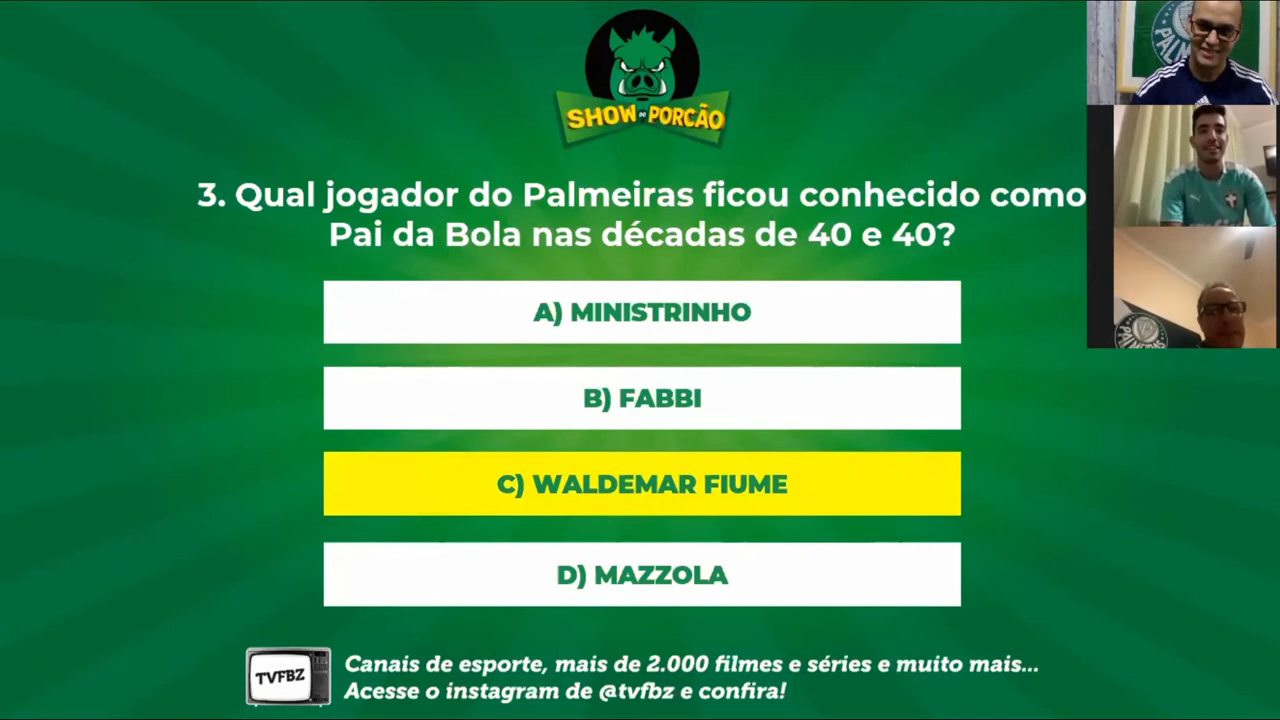 SHOW DO PORCÃO
3. Qual jogador do Palmeiras ficou conhecido como
Pai da Bola nas décadas de 40 e 40?
A) MINISTRINHO
B) FABBI
C) WALDEMAR FIUME
D) MAZZOLA
TVFBZ
Canais de esporte, mais de 2.000 filmes e séries e muito mais...
Acesse o instagram de @tvfbz e confira!
PALM
PALMEIRAS